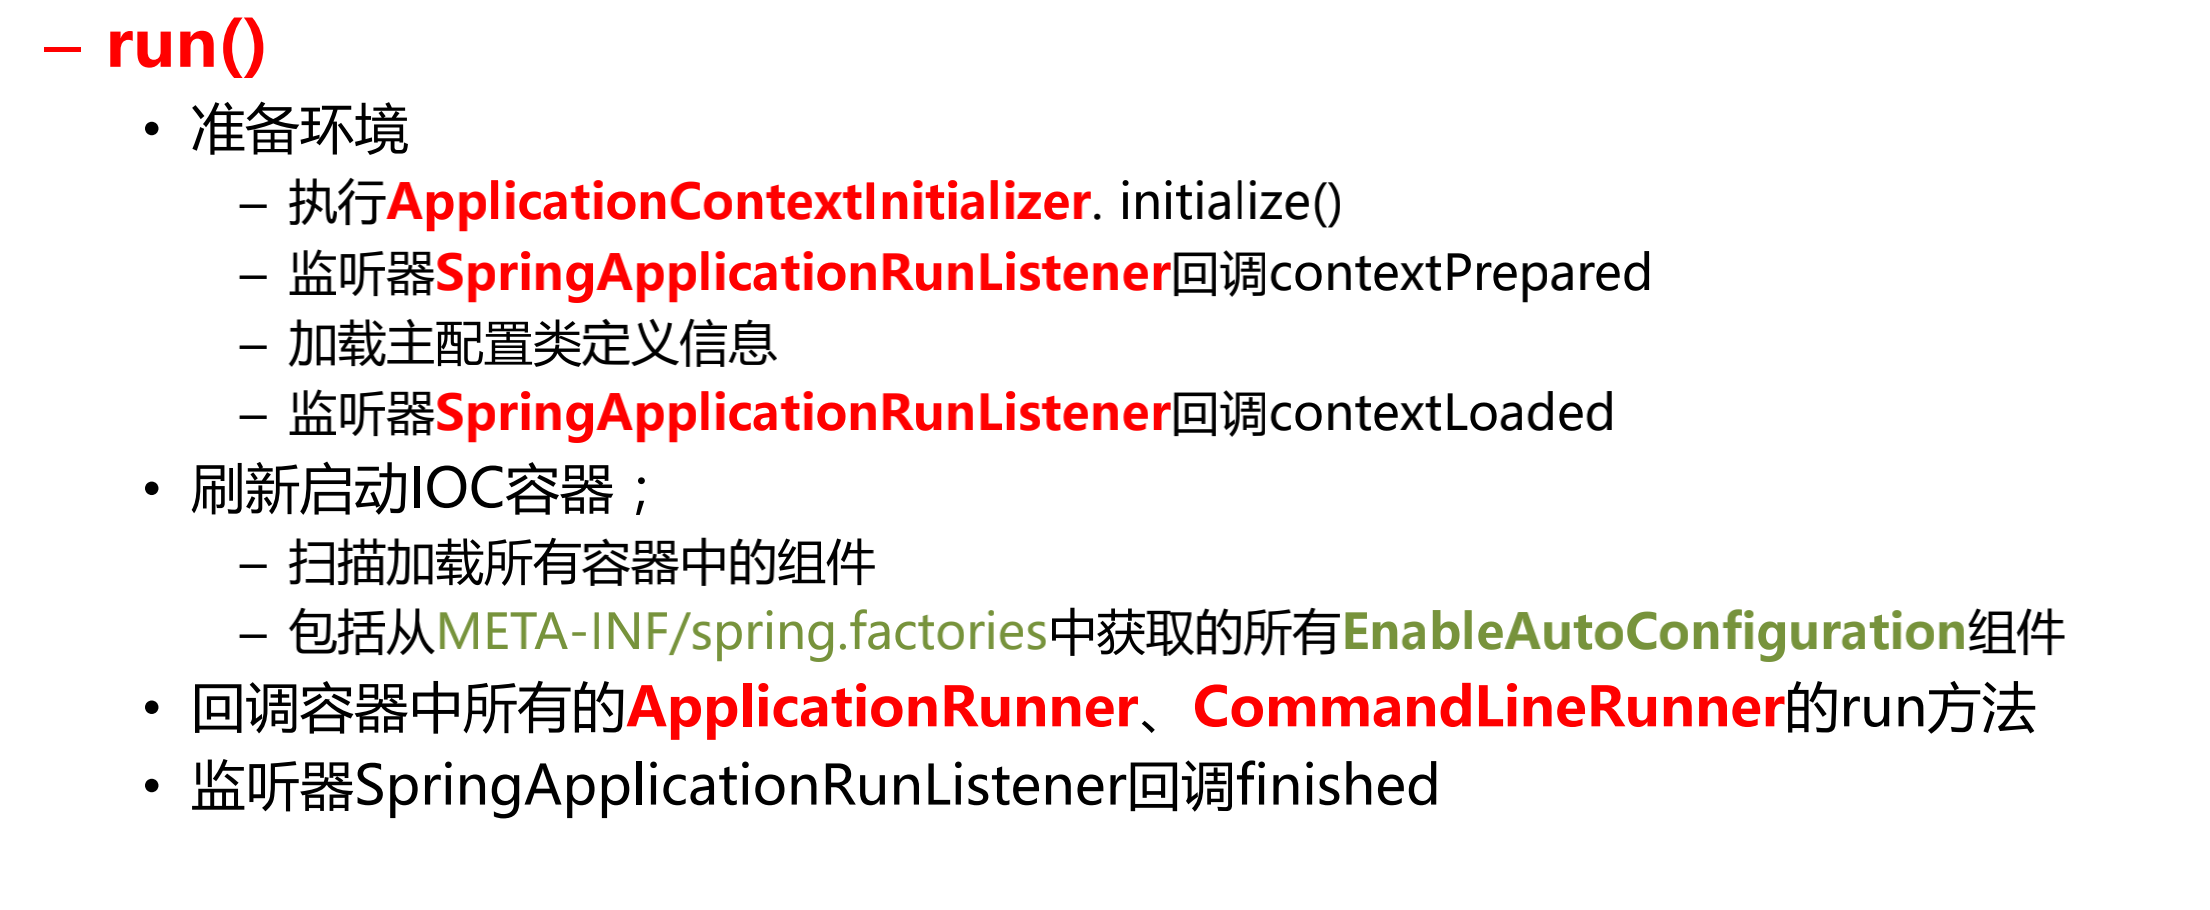 – run()
• 准备环境
– 执行ApplicationContextInitializer. initialize()
– 监听器SpringApplicationRunListener回调contextPrepared
– 加载主配置类定义信息
– 监听器SpringApplicationRunListener回调contextLoaded
• 刷新启动IOC容器；
– 扫描加载所有容器中的组件
– 包括从META-INF/spring.factories中获取的所有EnableAutoConfiguration组件
• 回调容器中所有的ApplicationRunner、CommandLineRunner的run方法
• 监听器SpringApplicationRunListener回调finished